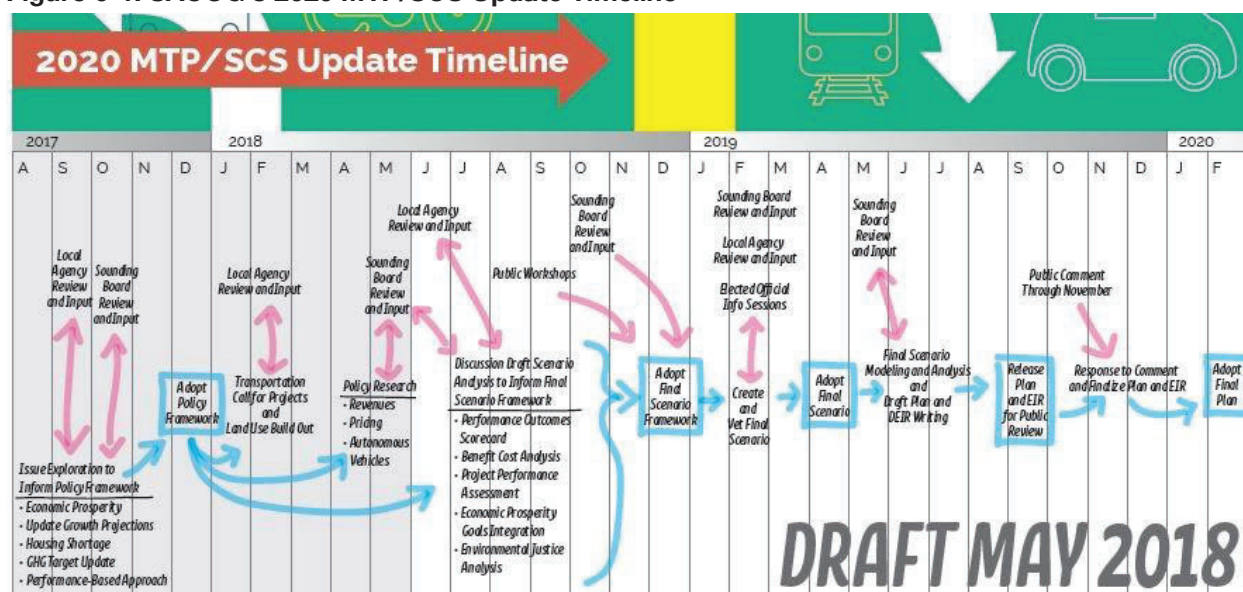 Figure 6-4: SACOG's 2020 MTP/SCS Update Timeline
2020 MTP/SCS Update Timeline
2017 2018 2019 2020
A S O N D J F M A M J J A S O N D J F M A M J J A S O N D J F
Local
Agency
Review
and Input
Sounding
Board
Review
and Input
Adopt
Policy
Framework
Issue Exploration to
Inform Policy Framework
• Economic Prosperity
• Update Growth Projections
• Housing Shortage
• GHG Target Update
• Performance-Based Approach
Local Agency
Review and Input
Transportation
Call for Projects
and
Land Use Build Out
Sounding
Board
Review
and Input
Policy Research
• Revenues
• Pricing
• Autonomous
Vehicles
Local Agency
Review and Input
Discussion Draft Scenario
Analysis to Inform Final
Scenario Framework
• Performance Outcomes
Scorecard
• Benefit Cost Analysis
• Project Performance
Assessment
• Economic Prosperity
Goals Integration
• Environmental Justice
Analysis
Public Workshops
Sounding
Board
Review
and Input
Adopt
Final
Scenario
Framework
Sounding Board
Review and Input
Local Agency
Review and Input
Elected Official
Info Sessions
Create
and
Vet Final
Scenario
Adopt
Final
Scenario
Sounding
Board
Review
and Input
Final Scenario
Modeling and Analysis
and
Draft Plan and
DEIR Writing
Release
Plan
and EIR
for Public
Review
Public Comment
Through November
Response to Comment
and Finalize Plan and EIR
Adopt
Final
Plan
DRAFT MAY 2018